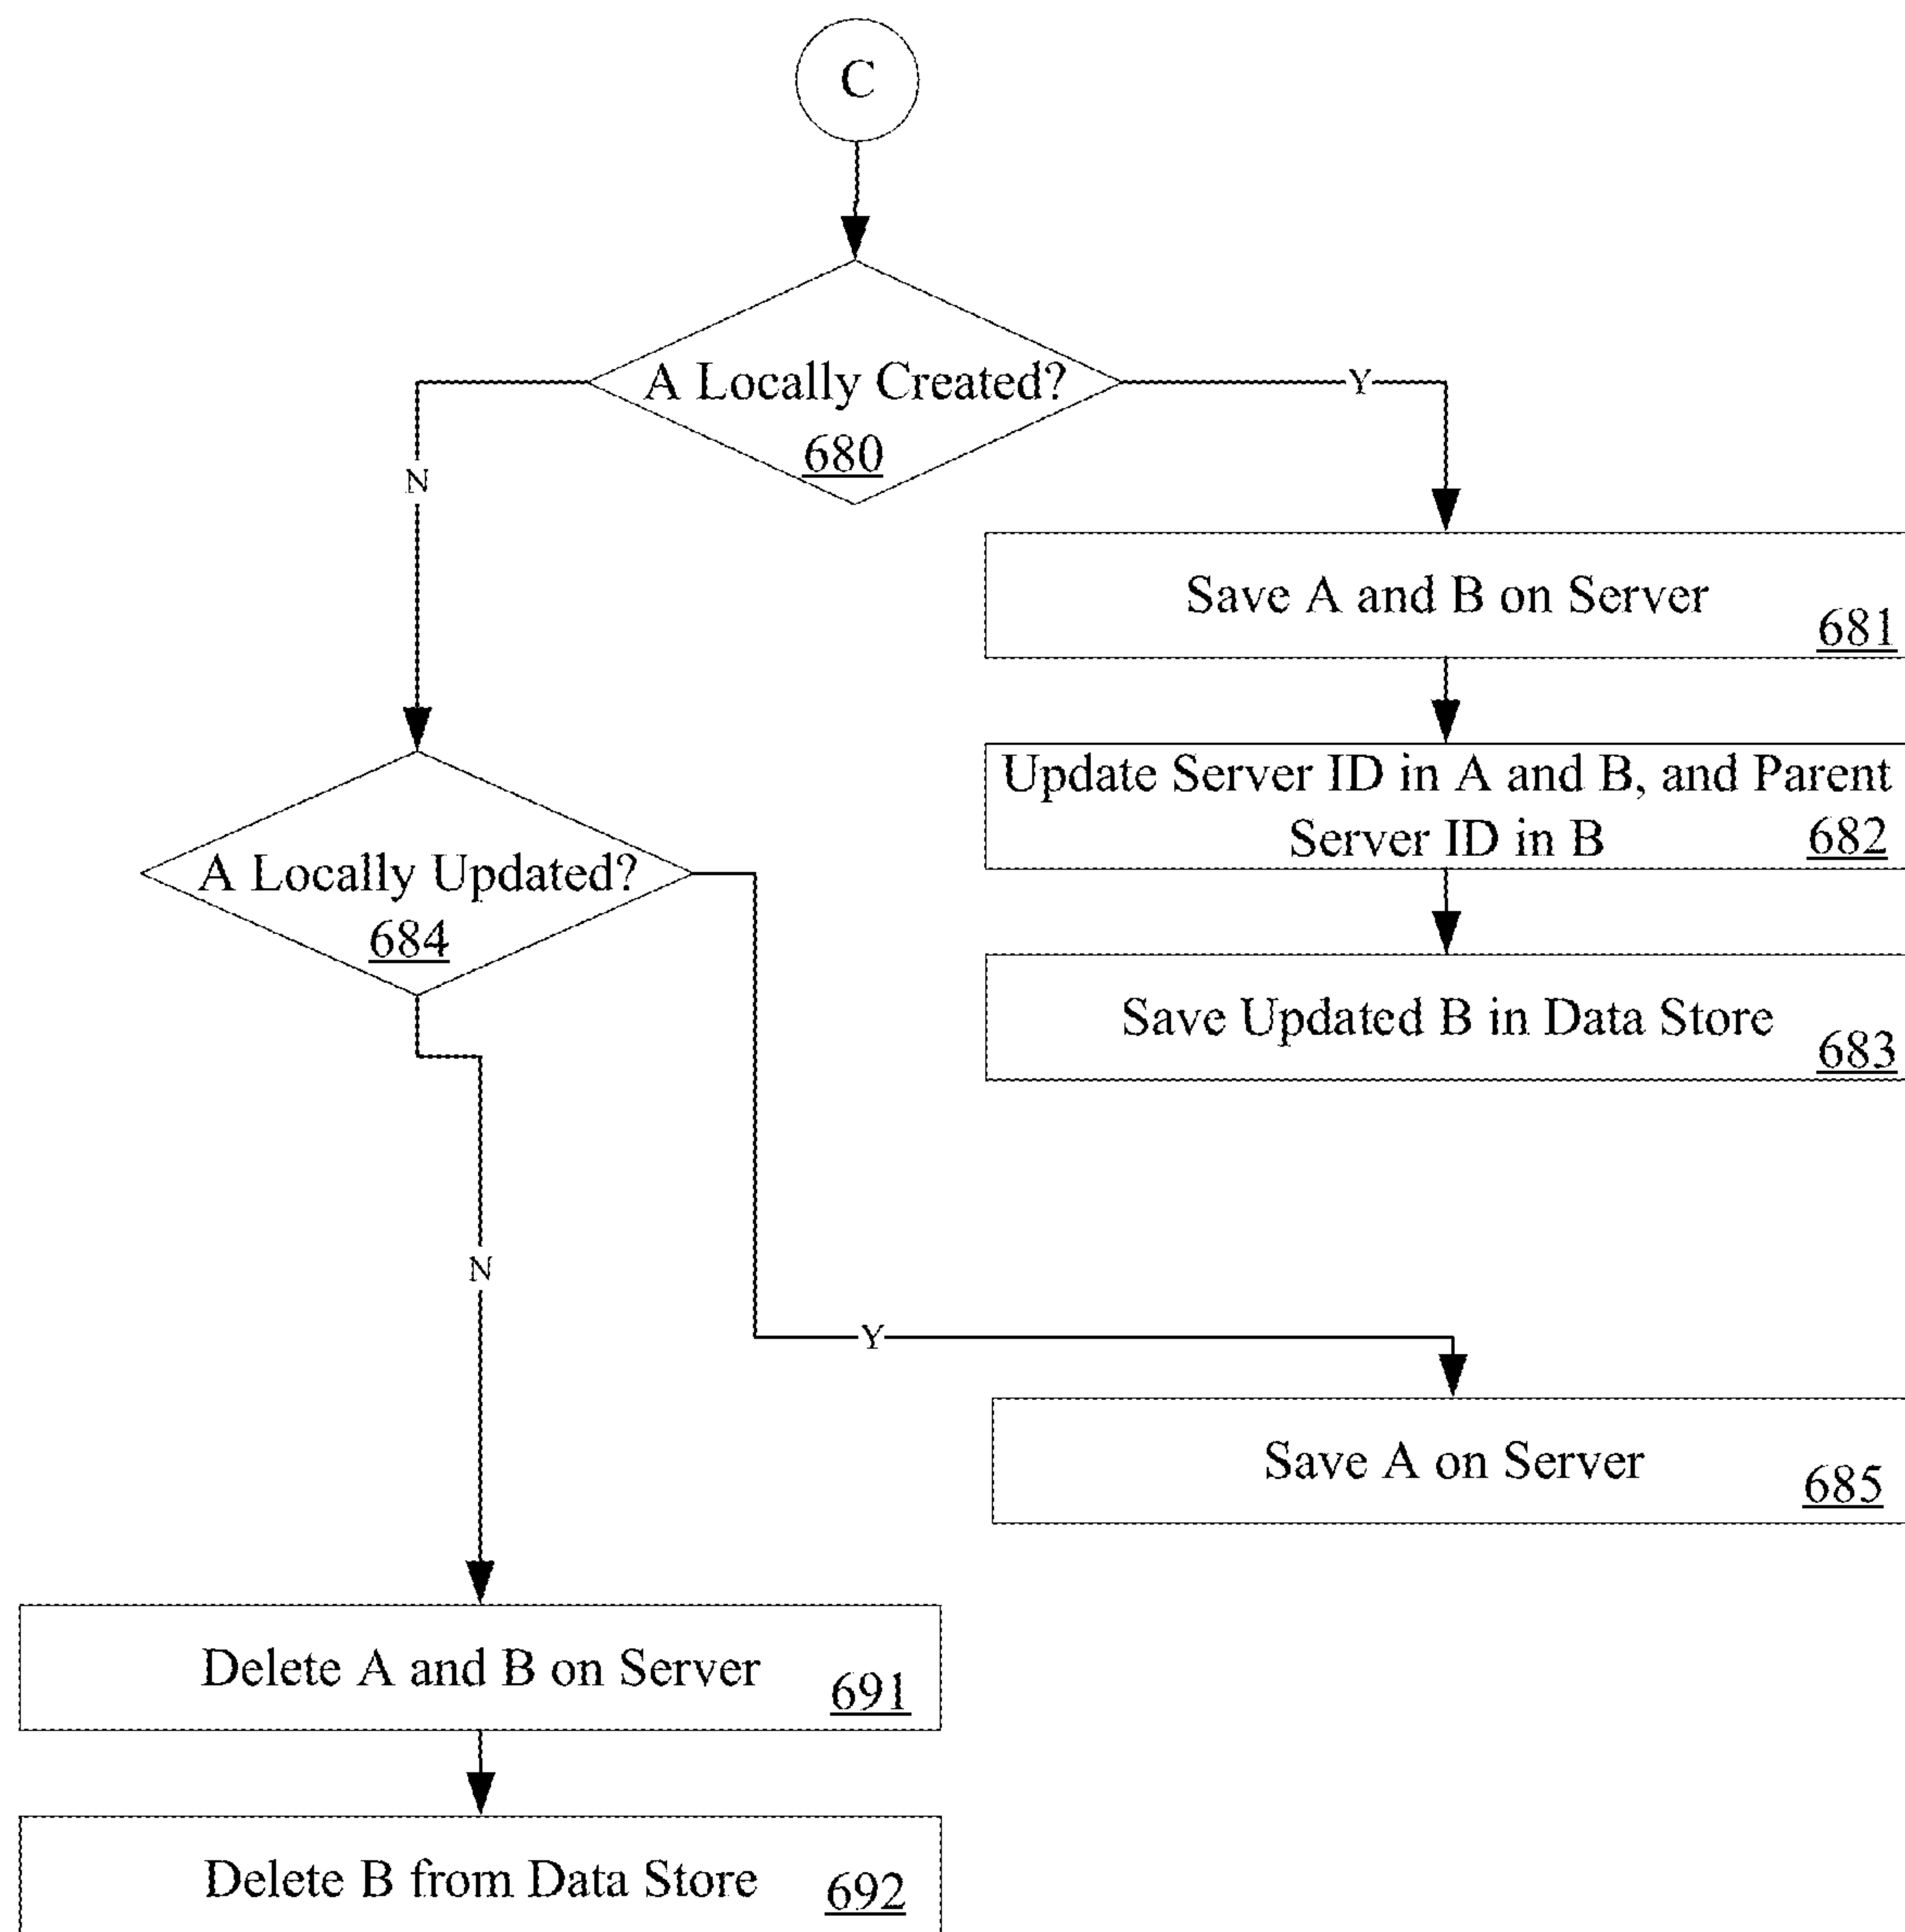 C
A Locally Created?
680
Y
N
Save A and B on Server
681
Update Server ID in A and B, and Parent
Server ID in B
682
A Locally Updated?
684
Save Updated B in Data Store
683
N
Y
Save A on Server
685
Delete A and B on Server
691
Delete B from Data Store
692